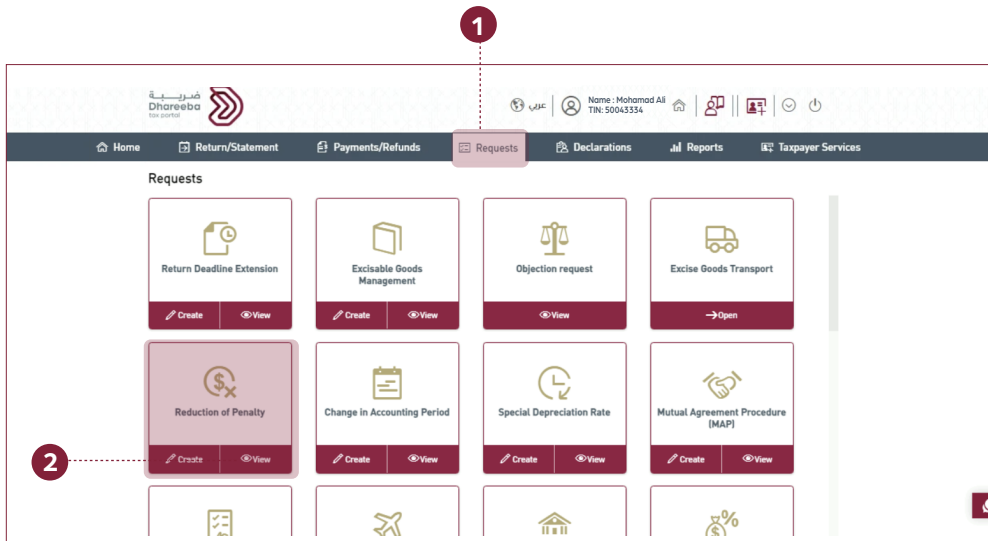 1
ضريبة
Dhareeba
tax portal
عربي
Name : Mohamad Ali
TIN: 50043334
Home
Return/Statement
Payments/Refunds
Requests
Declarations
Reports
Taxpayer Services
Requests
Return Deadline Extension
Create
View
Excisable Goods
Management
Create
View
Objection request
View
Excise Goods Transport
Open
Reduction of Penalty
Create
View
Change in Accounting Period
Create
View
Special Depreciation Rate
Create
View
Mutual Agreement Procedure
(MAP)
Create
View
2